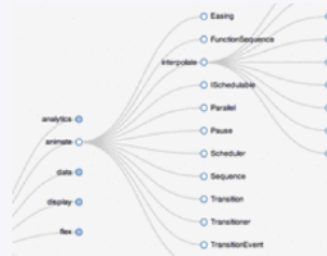 Easing
FunctionSequence
interpolate
ISchedulable
Parallel
Pause
Scheduler
Sequence
Transition
Transitioner
TransitionEvent
analytics
animate
data
display
flex